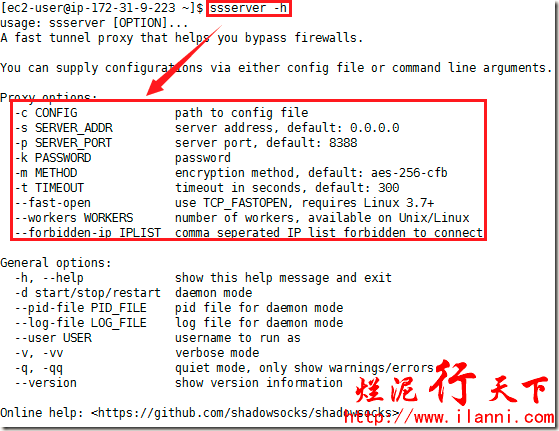 [ec2-user@ip-172-31-9-223 ~]$ ssserver -h
usage: ssserver [OPTION]...
A fast tunnel proxy that helps you bypass firewalls.
You can supply configurations via either config file or command line arguments.
Proxy options:
-c CONFIG path to config file
-s SERVER_ADDR server address, default: 0.0.0.0
-p SERVER_PORT server port, default: 8388
-k PASSWORD password
-m METHOD encryption method, default: aes-256-cfb
-t TIMEOUT timeout in seconds, default: 300
--fast-open use TCP_FASTOPEN, requires Linux 3.7+
--workers WORKERS number of workers, available on Unix/Linux
--forbidden-ip IPLIST comma seperated IP list forbidden to connect
General options:
-h, --help show this help message and exit
-d start/stop/restart daemon mode
--pid-file PID_FILE pid file for daemon mode
--log-file LOG_FILE log file for daemon mode
--user USER username to run as
-v, -vv verbose mode
-q, -qq quiet mode, only show warnings/errors
--version show version information
烂泥行天下
Online help: <https://github.com/shadowsocks/shadowsocks>
http://www.ilanni.com